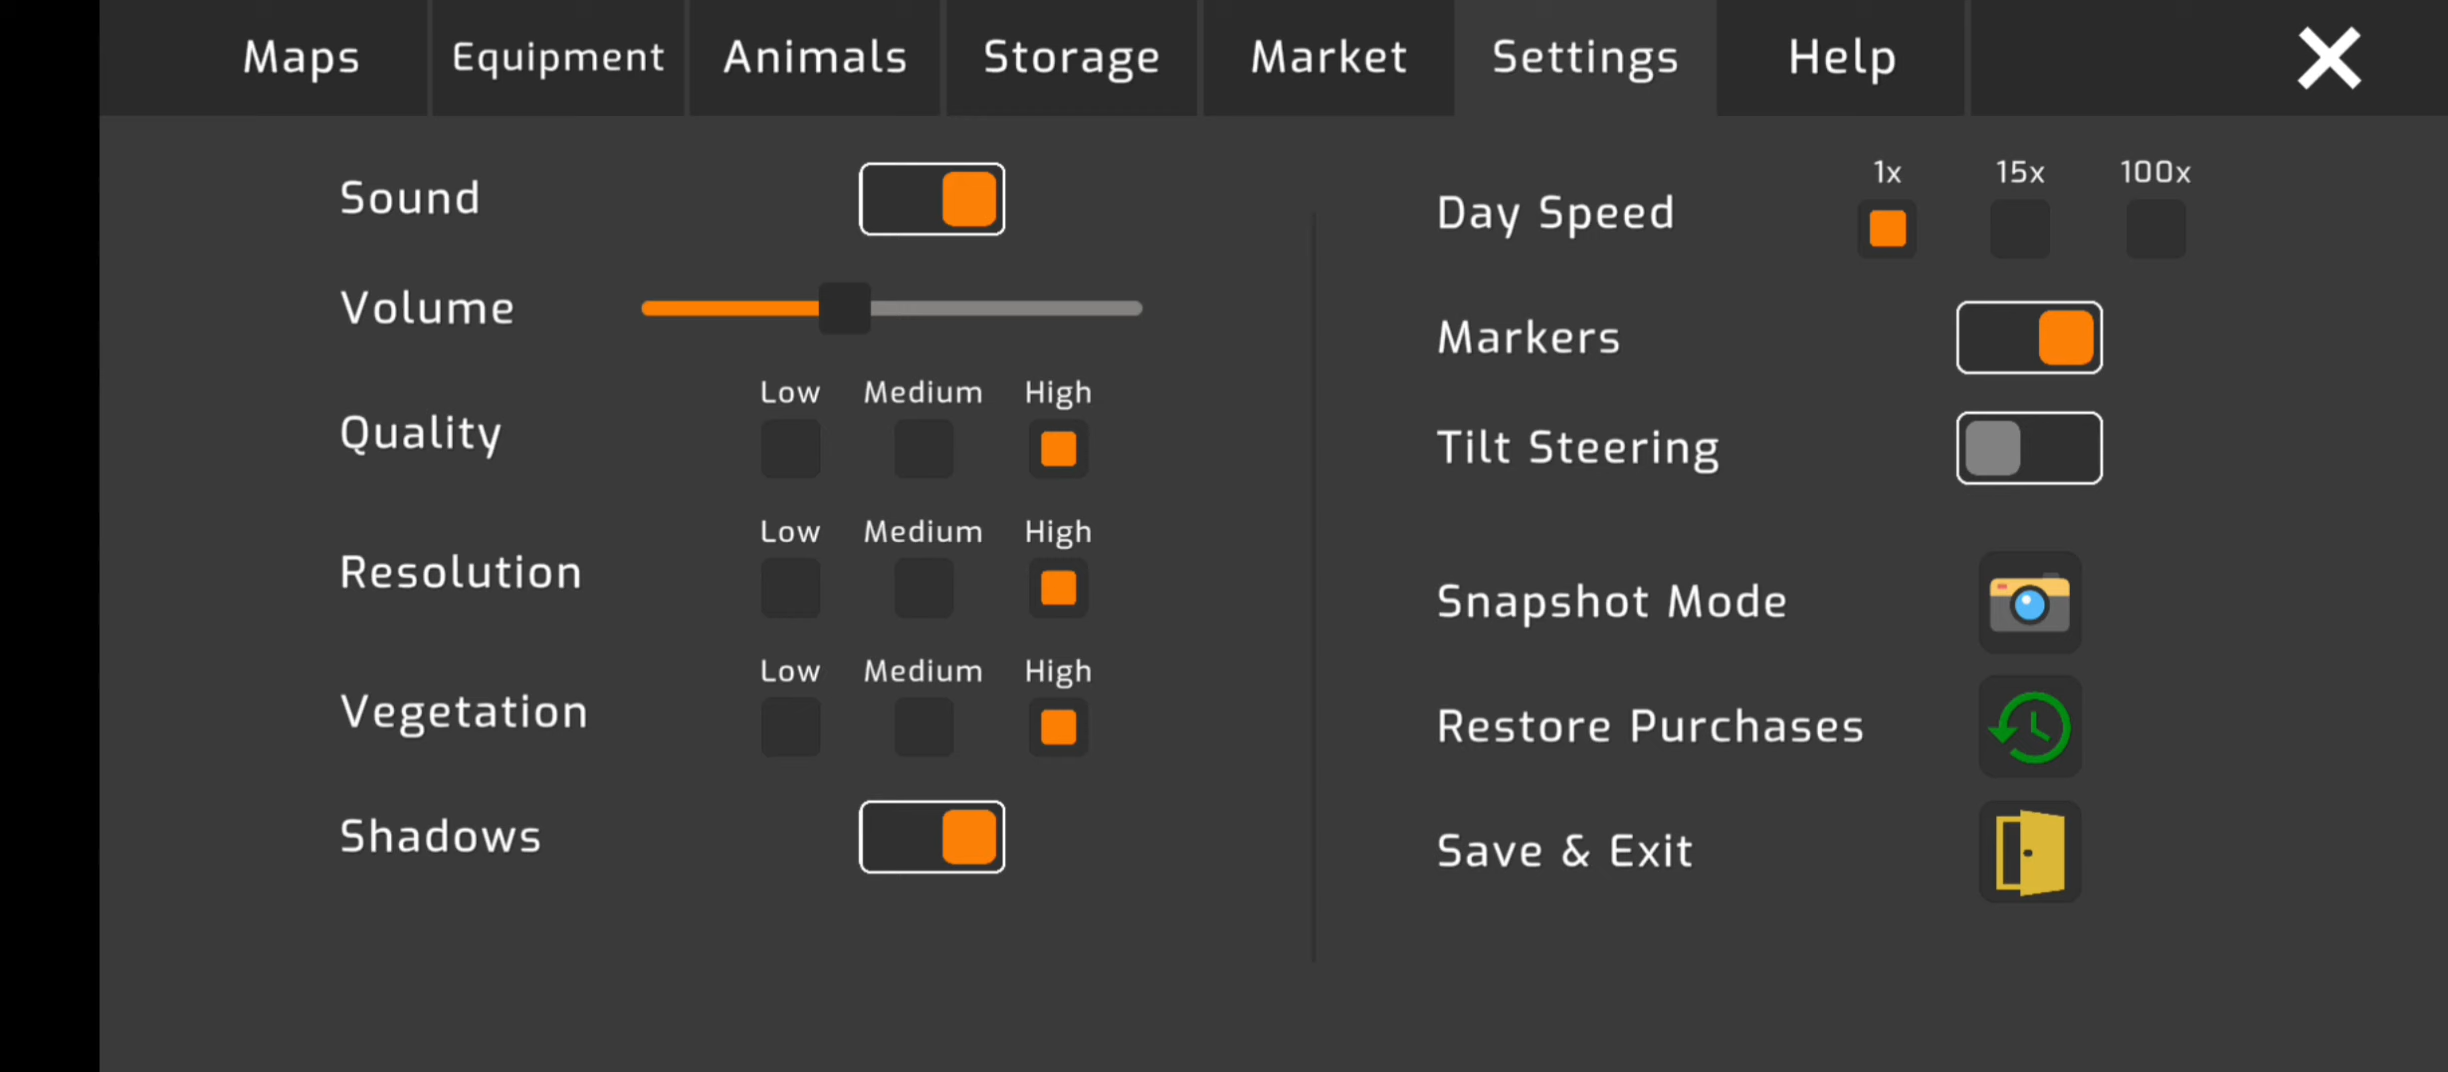 Maps Equipment Animals Storage Market Settings Help
Sound
Volume
Low Medium High
Quality
Low Medium High
Resolution
Low Medium High
Vegetation
Shadows
1x 15x 100x
Day Speed
Markers
Tilt Steering
Snapshot Mode
Restore Purchases
Save & Exit